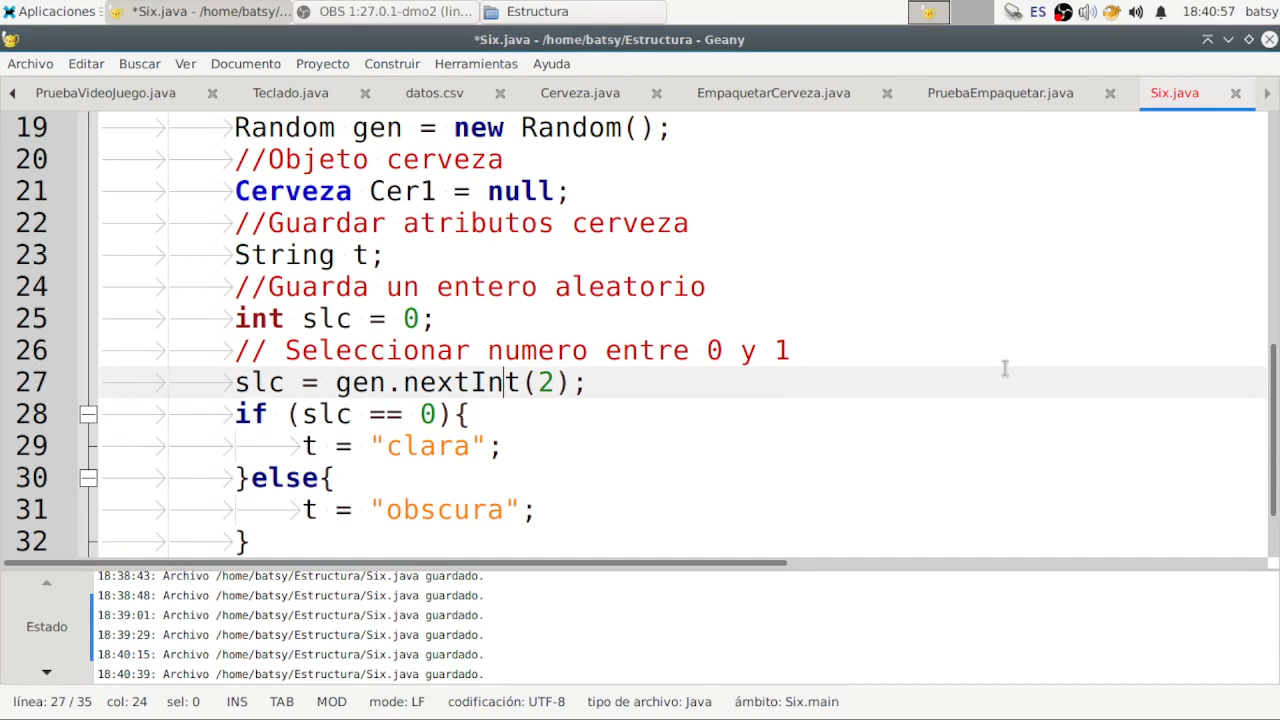 Aplicaciones
*Six.java - /home/batsy/...
OBS 1:27.0.1-dmo2 (lin...
Estructura
ES
18:40:57
batsy
*Six.java - /home/batsy/Estructura - Geany
Archivo Editar Buscar Ver Documento Proyecto Construir Herramientas Ayuda
PruebaVideoJuego.java Teclado.java datos.csv Cerveza.java EmpaquetarCerveza.java PruebaEmpaquetar.java Six.java
19 Random gen = new Random();
20 //Objeto cerveza
21 Cerveza Cer1 = null;
22 //Guardar atributos cerveza
23 String t;
24 //Guarda un entero aleatorio
25 int slc = 0;
26 // Seleccionar numero entre 0 y 1
27 slc = gen.nextInt(2);
28 if (slc == 0){
29 t = "clara";
30 }else{
31 t = "obscura";
32 }
Estado
18:38:43: Archivo /home/batsy/Estructura/Six.java guardado.
18:38:48: Archivo /home/batsy/Estructura/Six.java guardado.
18:39:01: Archivo /home/batsy/Estructura/Six.java guardado.
18:39:29: Archivo /home/batsy/Estructura/Six.java guardado.
18:40:15: Archivo /home/batsy/Estructura/Six.java guardado.
18:40:39: Archivo /home/batsy/Estructura/Six.java guardado.
línea: 27 / 35 col: 24 sel: 0 INS TAB MOD mode: LF codificación: UTF-8 tipo de archivo: Java ámbito: Six.main